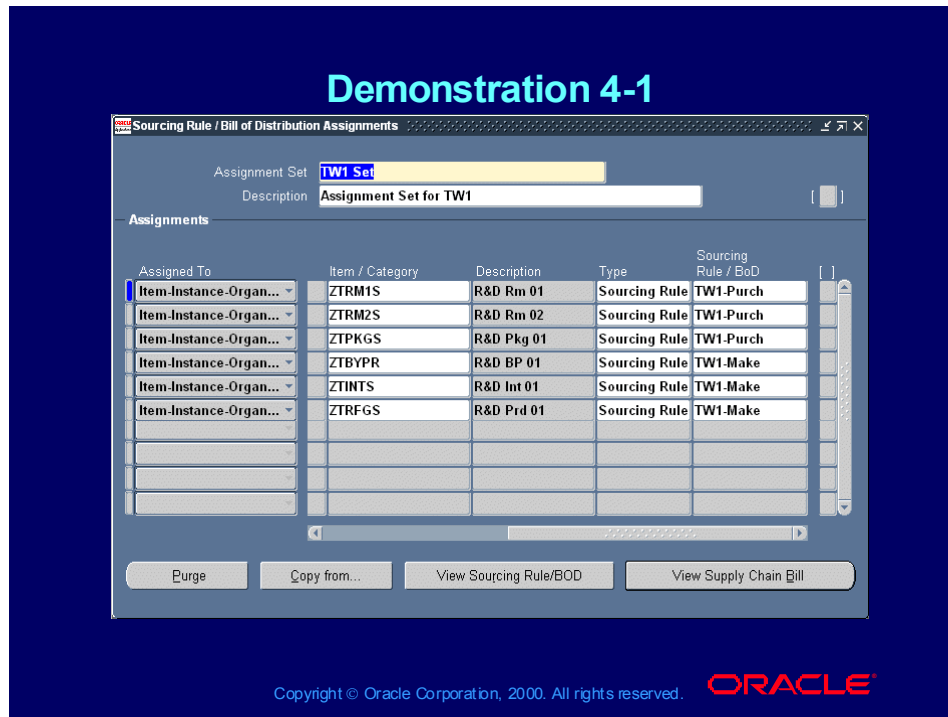 Demonstration 4-1
Sourcing Rule / Bill of Distribution Assignments
Assignment Set TW1 Set
Description Assignment Set for TW1 [ ]
Assignments
Sourcing
Assigned To Item / Category Description Type Rule / BoD [ ]
Item-Instance-Organ... ZTRM1S R&D Rm 01 Sourcing Rule TW1-Purch
Item-Instance-Organ... ZTRM2S R&D Rm 02 Sourcing Rule TW1-Purch
Item-Instance-Organ... ZTPKGS R&D Pkg 01 Sourcing Rule TW1-Purch
Item-Instance-Organ... ZTBYPR R&D BP 01 Sourcing Rule TW1-Make
Item-Instance-Organ... ZTINTS R&D Int 01 Sourcing Rule TW1-Make
Item-Instance-Organ... ZTRFGS R&D Prd 01 Sourcing Rule TW1-Make
Purge Copy from... View Sourcing Rule/BOD View Supply Chain Bill
Copyright © Oracle Corporation, 2000. All rights reserved. ORACLE